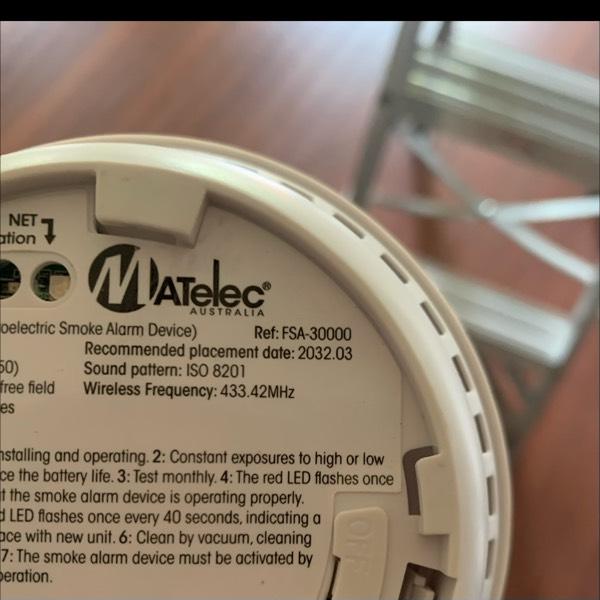 NET
ation
MATelec®
AUSTRALIA
oelectric Smoke Alarm Device) Ref: FSA-30000
Recommended placement date: 2032.03
50) Sound pattern: ISO 8201
free field Wireless Frequency: 433.42MHz
es
nstalling and operating. 2: Constant exposures to high or low
ce the battery life. 3: Test monthly. 4: The red LED flashes once
t the smoke alarm device is operating properly.
d LED flashes once every 40 seconds, indicating a
ace with new unit. 6: Clean by vacuum, cleaning
7: The smoke alarm device must be activated by
peration.
OFF